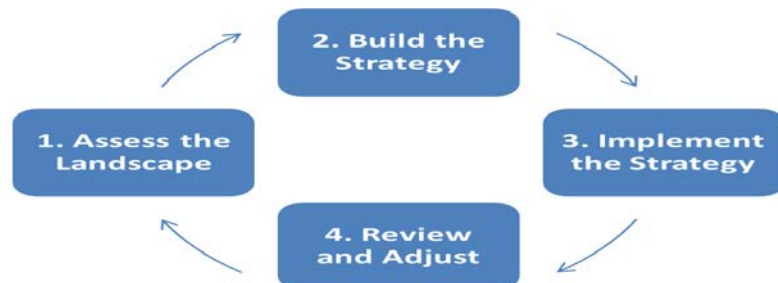 1. Assess the
Landscape
2. Build the
Strategy
3. Implement
the Strategy
4. Review
and Adjust